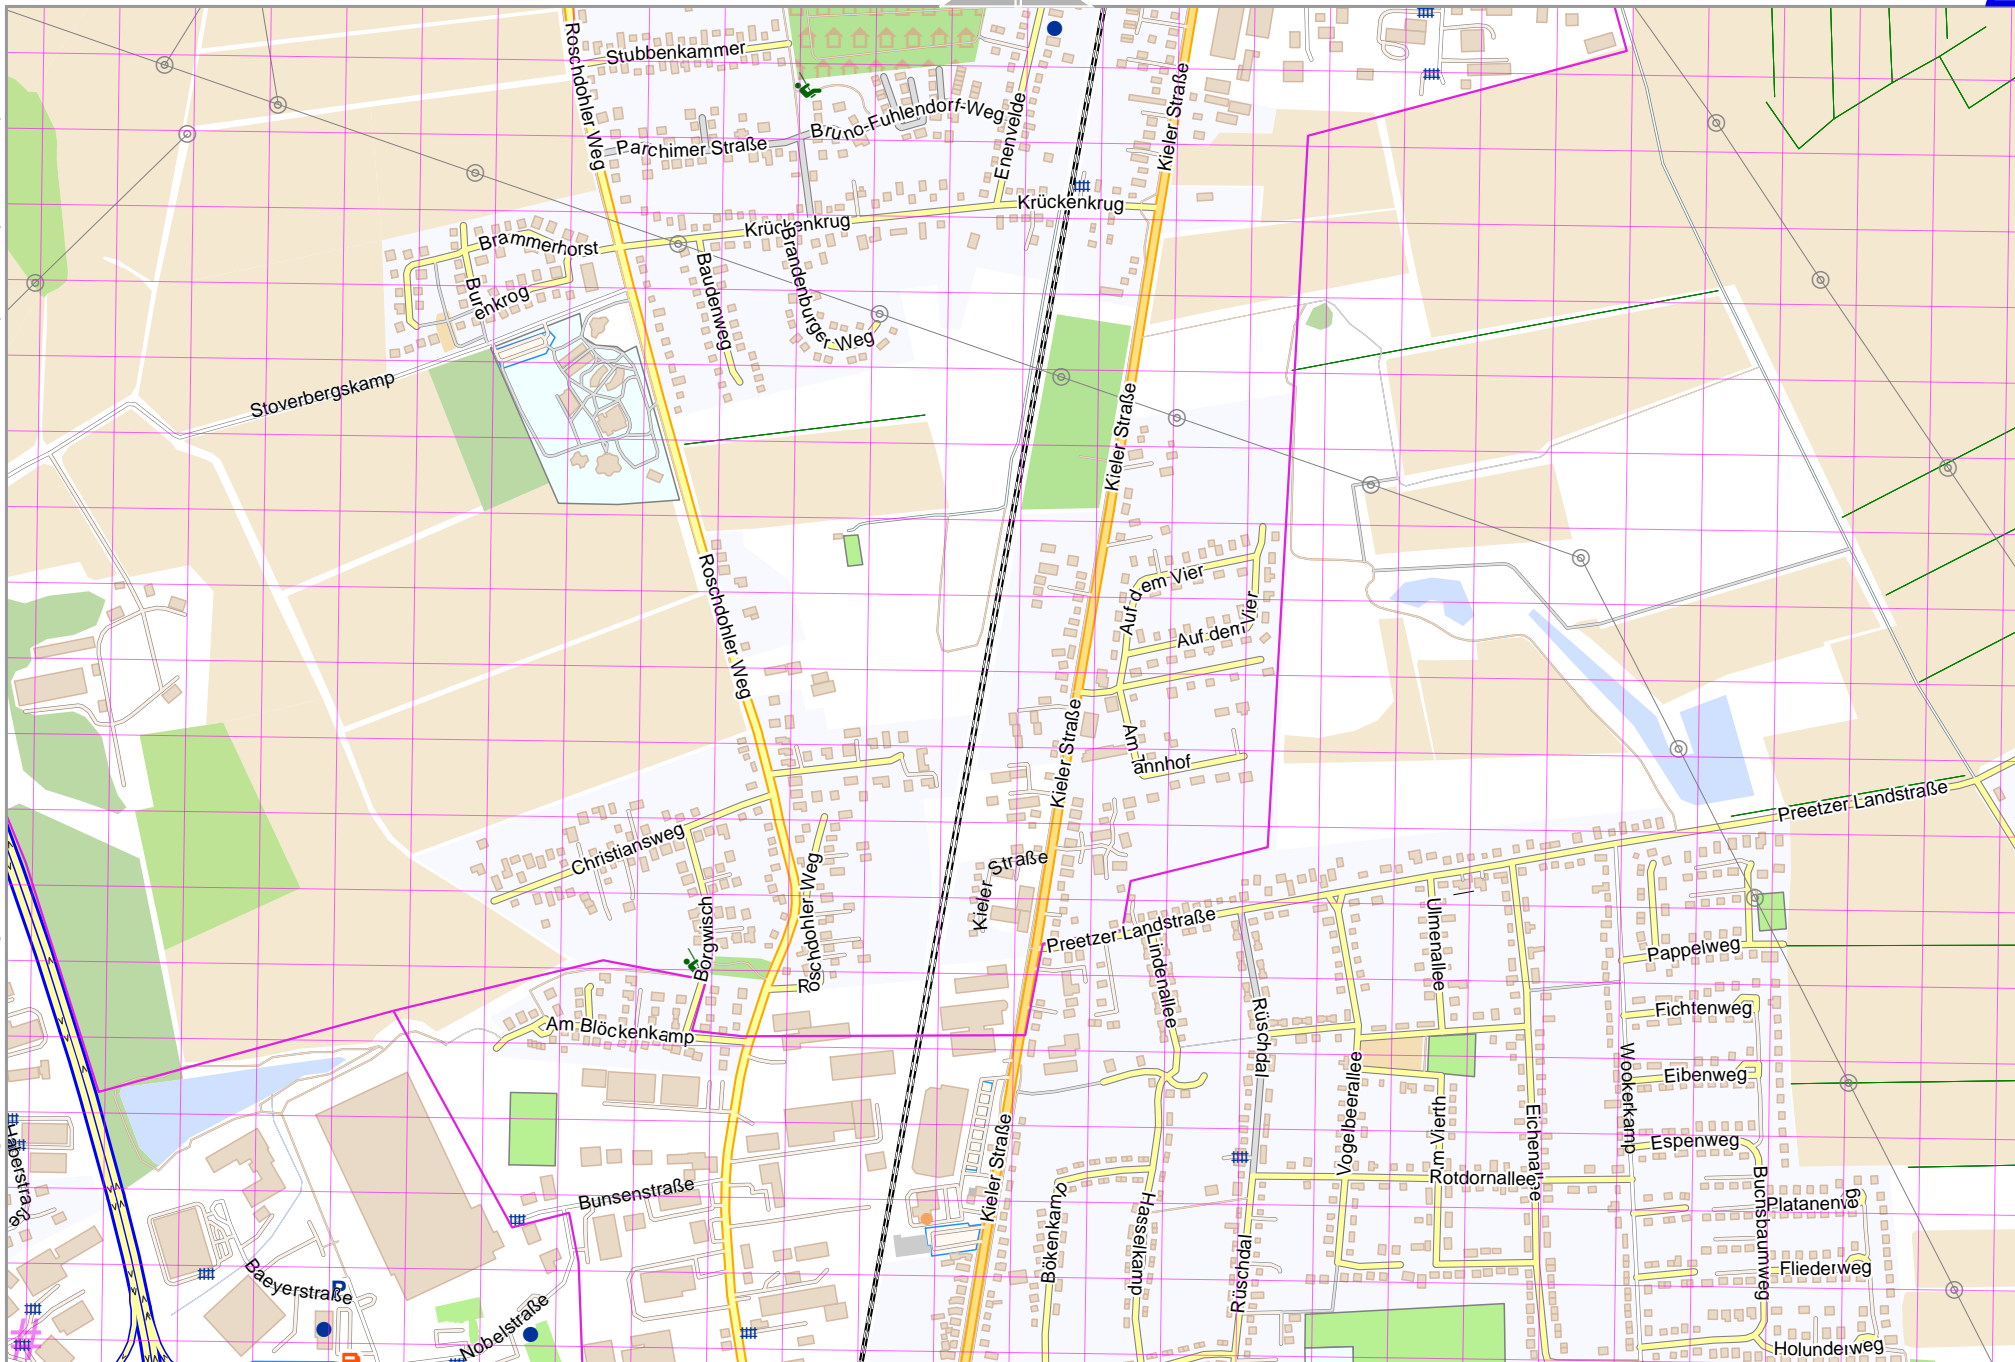 Stubbenkammer
Roschdohler Weg
Kieler Straße
Bruno-Fuhlendorf-Weg
Parchimer Straße
Krückenkrug
Krückenkrug
Brammerhorst
Baudenweg
Brandenburger Weg
Stoverbergskamp
Kieler Straße
Auf dem Vier
Auf dem Vier
Roschdohler Weg
Kieler Straße
Preetzer Landstraße
Christiansweg
Kieler Straße
Roschdohler Weg
Borgwisch
Preetzer Landstraße
Lindenallee
Ulmenallee
Pappelweg
Fichtenweg
Am Blöckenkamp
Rüschdal
Wookerkamp
Eibenweg
Vogelbeerallee
Eichenallee
Espenweg
Rotdornallee
Bunsenstraße
Kieler Straße
Bökenkamp
Hasselkamp
Rüschdal
Buchsbaumweg
Platanenweg
Fliederweg
Baeyerstraße
P
Nobelstraße
Holunderweg